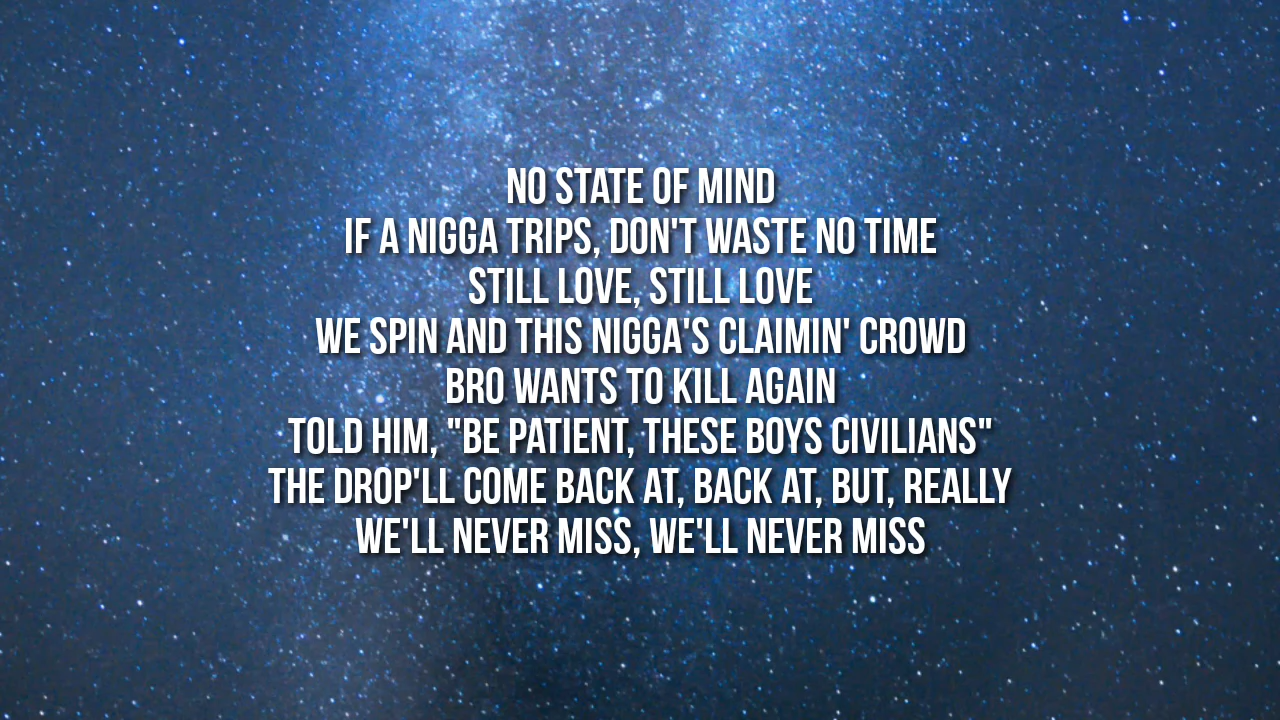 NO STATE OF MIND
IF A NIGGA TRIPS, DON'T WASTE NO TIME
STILL LOVE, STILL LOVE
WE SPIN AND THIS NIGGA'S CLAIMIN' CROWD
BRO WANTS TO KILL AGAIN
TOLD HIM, "BE PATIENT, THESE BOYS CIVILIANS"
THE DROP'LL COME BACK AT, BACK AT, BUT, REALLY
WE'LL NEVER MISS, WE'LL NEVER MISS